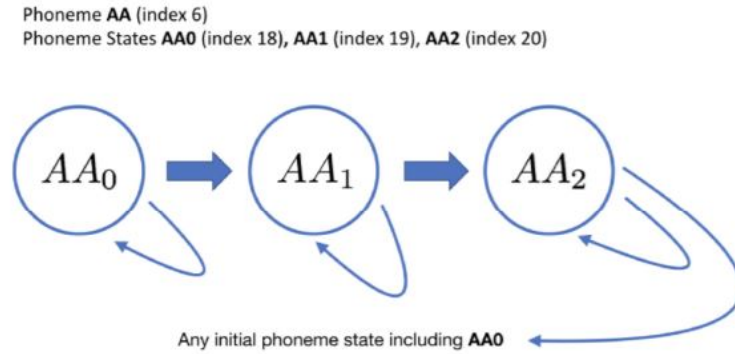 Phoneme AA (index 6)
Phoneme States AA0 (index 18), AA1 (index 19), AA2 (index 20)
AA₀ AA₁ AA₂
Any initial phoneme state including AA0